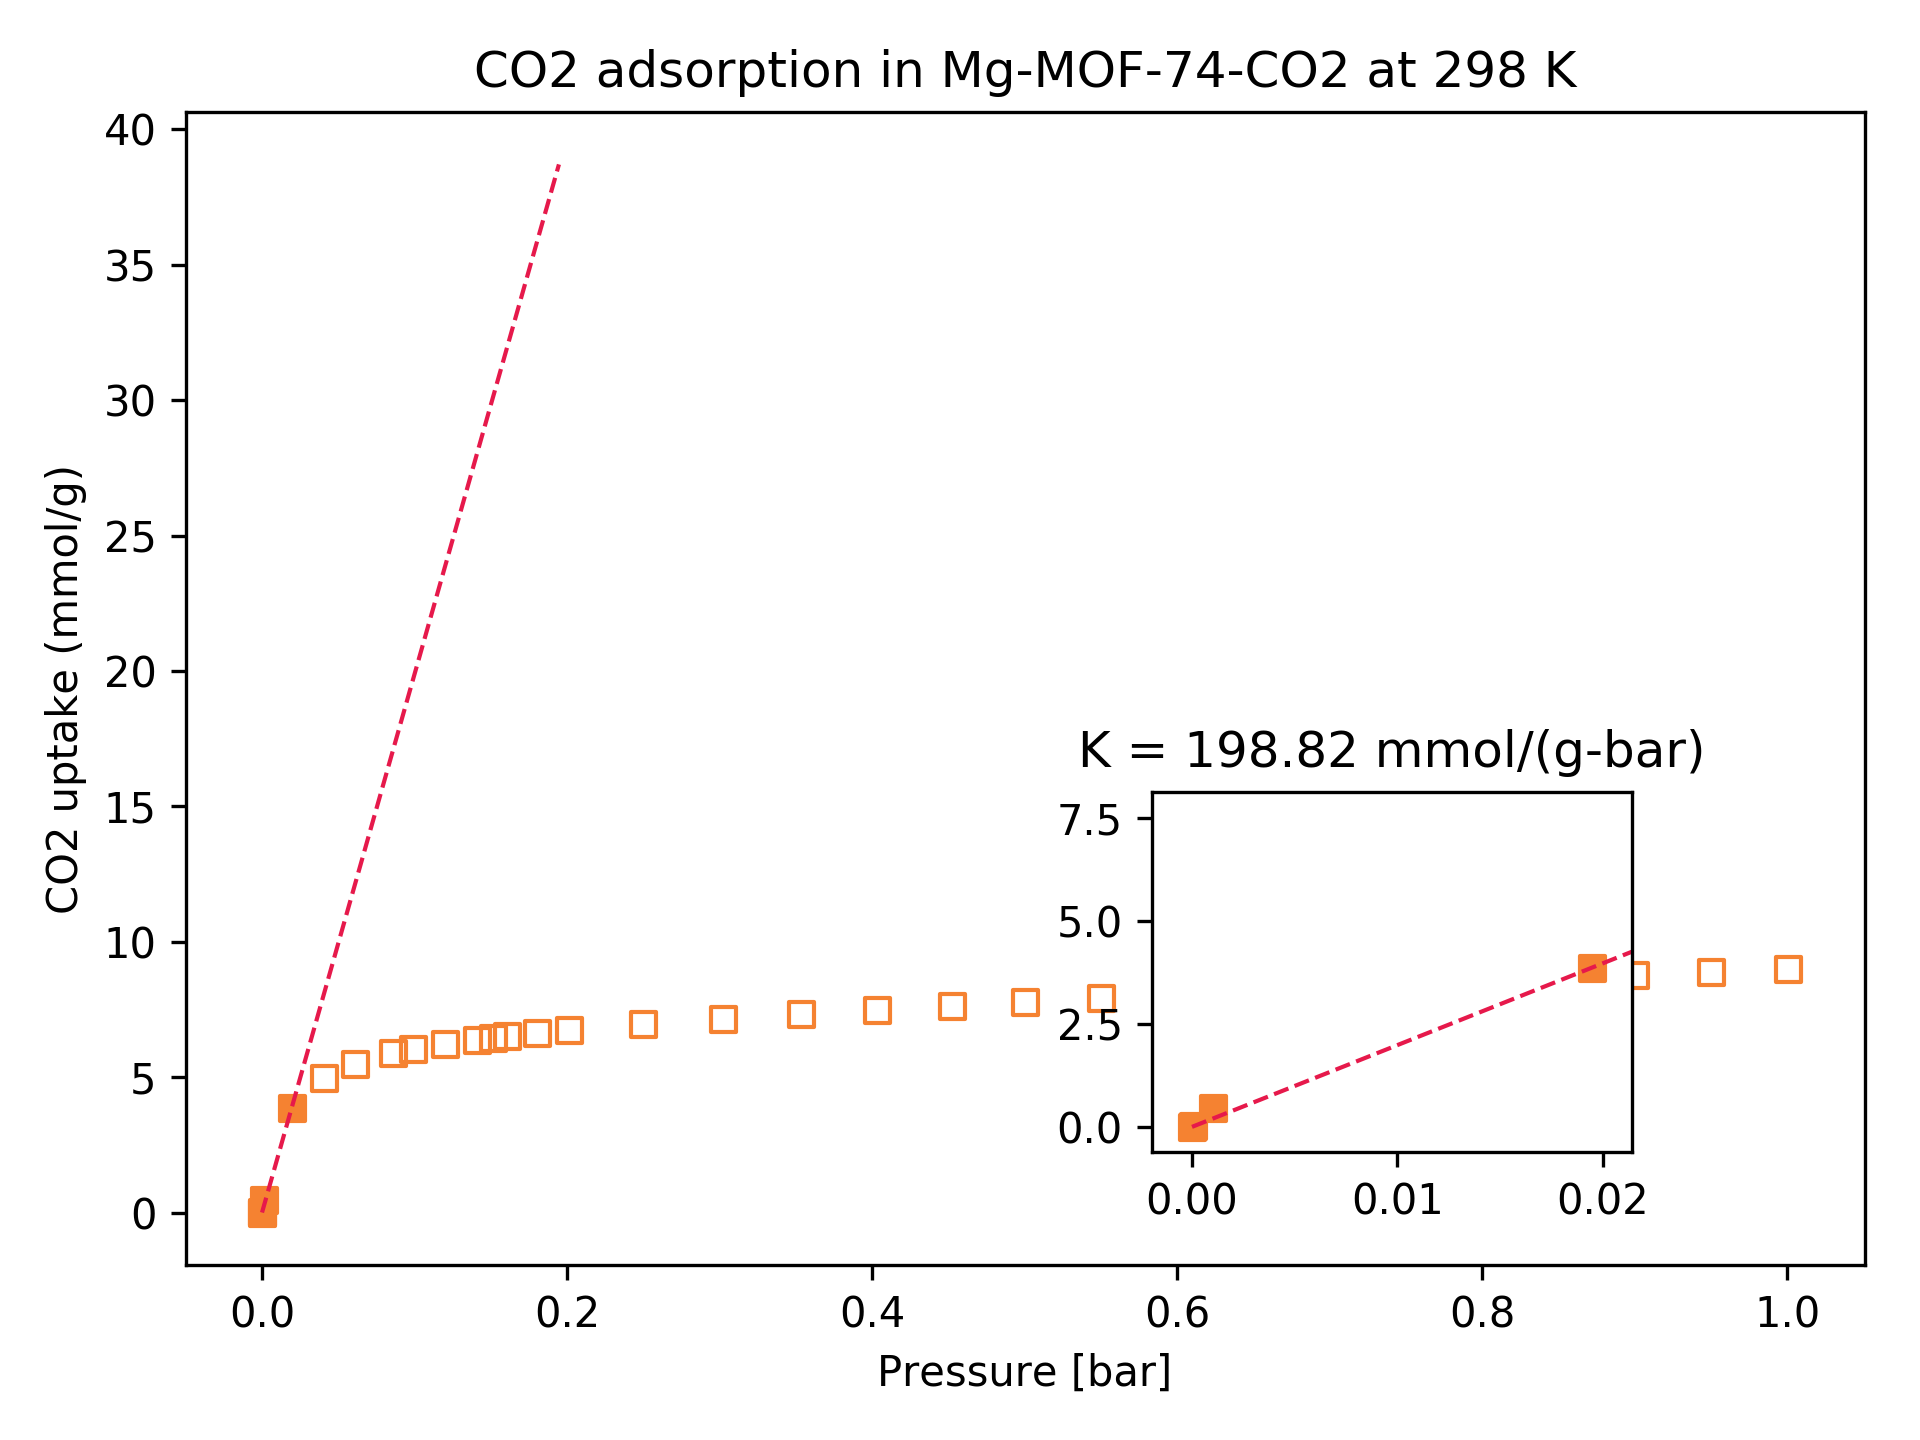 CO2 adsorption in Mg-MOF-74-CO2 at 298 K
CO2 uptake (mmol/g)
40
35
30
25
20
15
10
5
0
K = 198.82 mmol/(g-bar)
7.5
5.0
2.5
0.0
0.00 0.01 0.02
0.0 0.2 0.4 0.6 0.8 1.0
Pressure [bar]